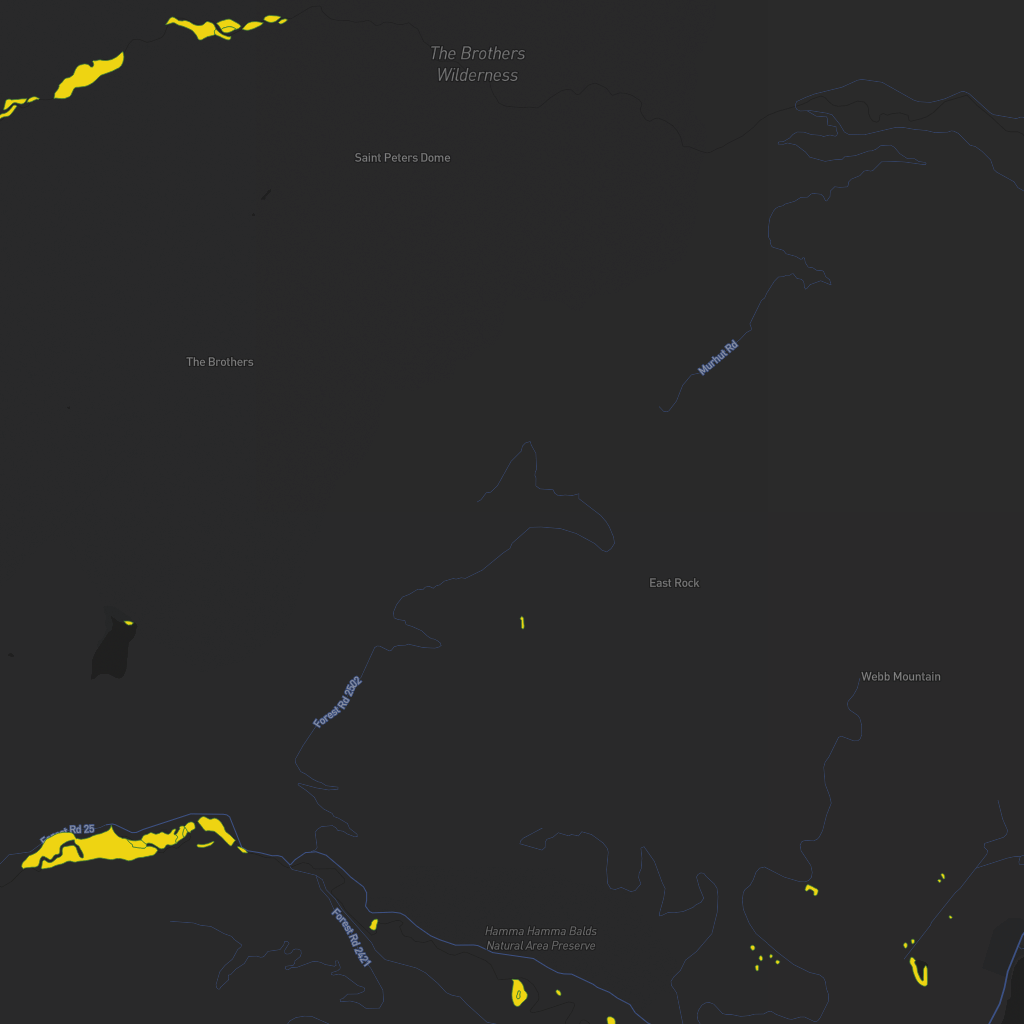 The Brothers
Wilderness
Saint Peters Dome
Murhut Rd
The Brothers
East Rock
Webb Mountain
Forest Rd 2502
Forest Rd 25
Forest Rd 2421
Hamma Hamma Balds
Natural Area Preserve